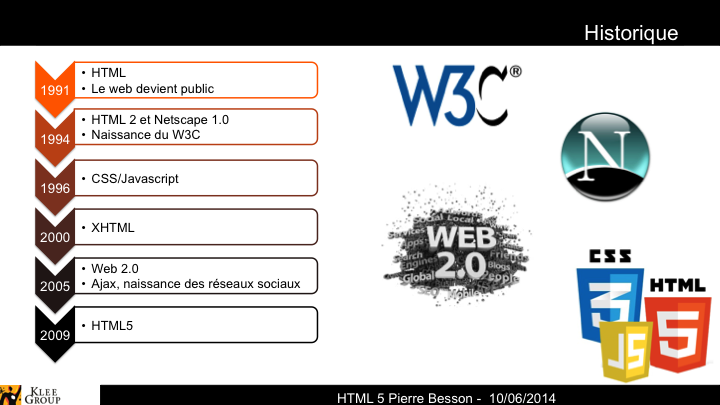 Historique
1991
• HTML
• Le web devient public
1994
• HTML 2 et Netscape 1.0
• Naissance du W3C
1996
• CSS/Javascript
2000
• XHTML
2005
• Web 2.0
• Ajax, naissance des réseaux sociaux
2009
• HTML5
W3C®
N
Social Local
Apps
Search
Engine
WEB
2.0
Friends
Blogs
Global
People
Mobile
CSS
3
HTML
5
JS
KLEE
GROUP
HTML 5 Pierre Besson - 10/06/2014